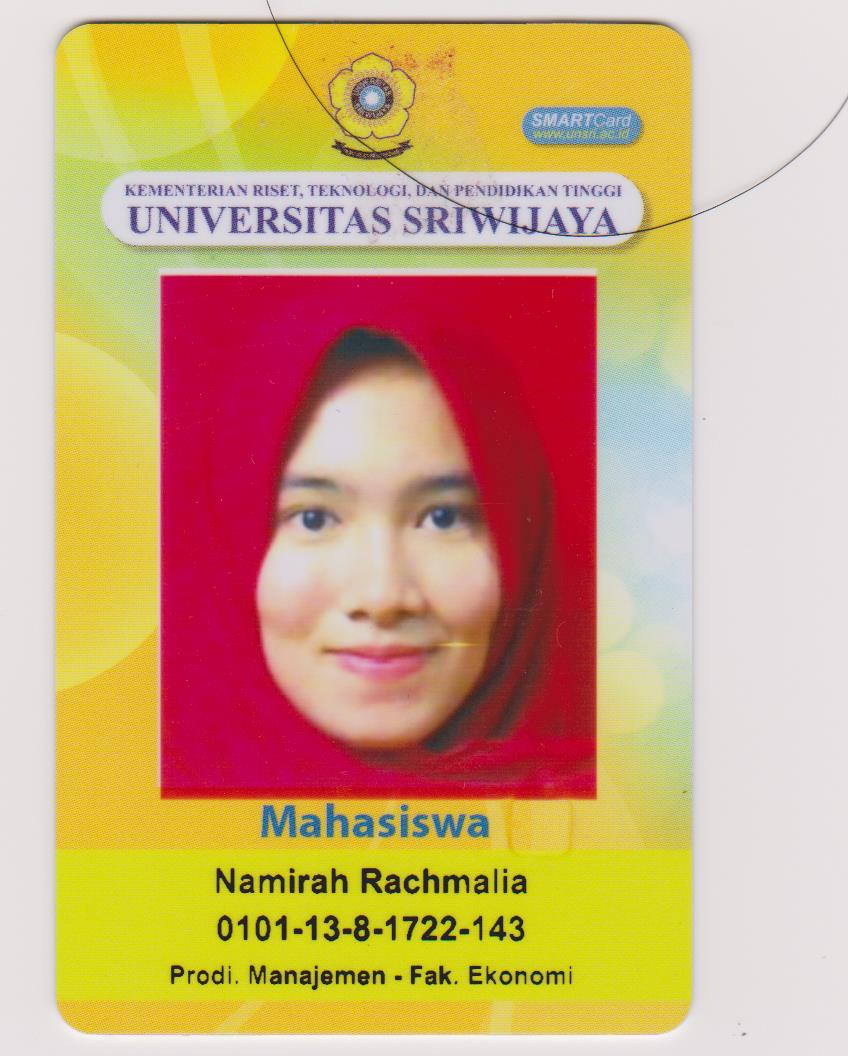 SMARTCard
www.unsri.ac.id
KEMENTERIAN RISET, TEKNOLOGI, DAN PENDIDIKAN TINGGI
UNIVERSITAS SRIWIJAYA
Mahasiswa
Namirah Rachmalia
0101-13-8-1722-143
Prodi. Manajemen - Fak. Ekonomi